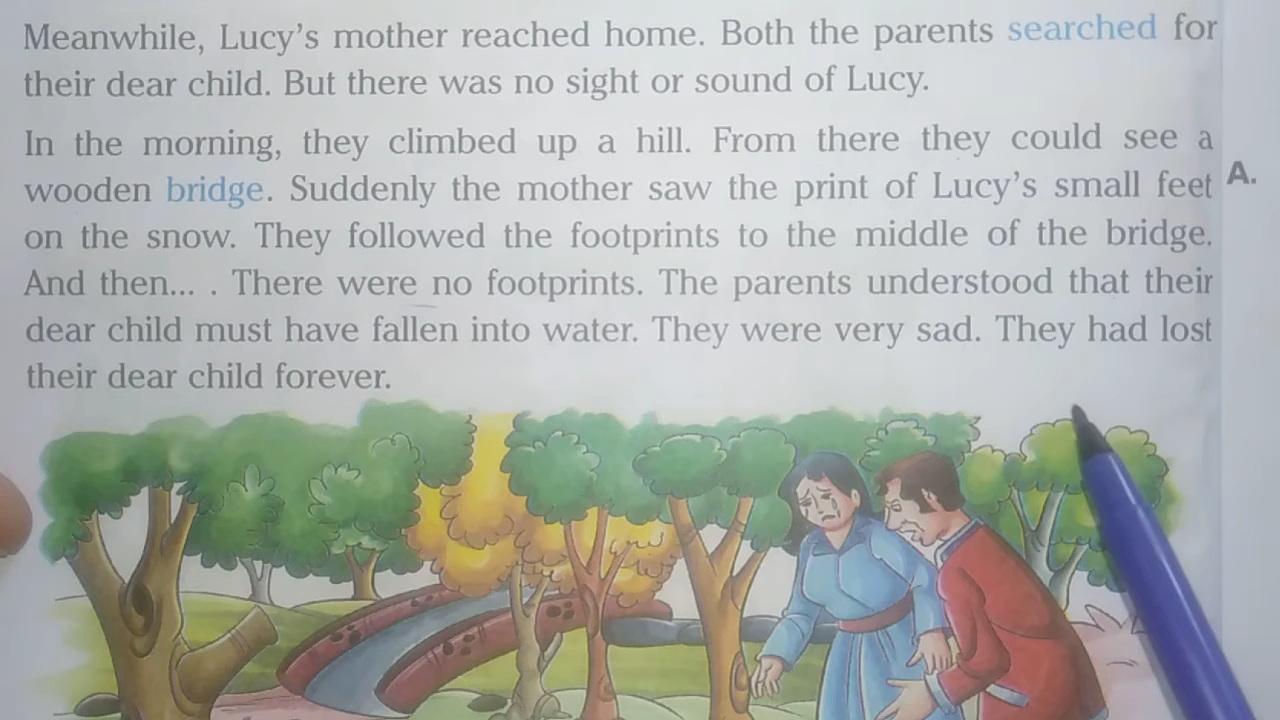 Meanwhile, Lucy's mother reached home. Both the parents searched for
their dear child. But there was no sight or sound of Lucy.
In the morning, they climbed up a hill. From there they could see a
wooden bridge. Suddenly the mother saw the print of Lucy's small feet
on the snow. They followed the footprints to the middle of the bridge.
And then... . There were no footprints. The parents understood that their
dear child must have fallen into water. They were very sad. They had lost
their dear child forever.
A.